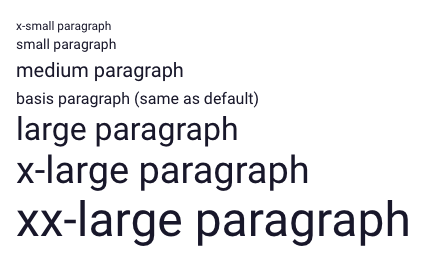 x-small paragraph
small paragraph
medium paragraph
basis paragraph (same as default)
large paragraph
x-large paragraph
xx-large paragraph